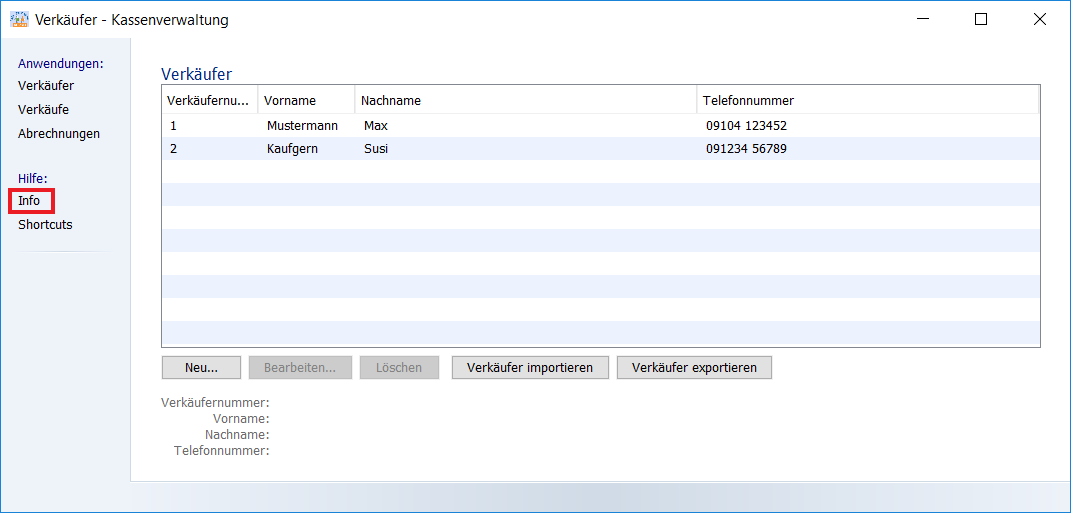 Verkäufer - Kassenverwaltung
Anwendungen:
Verkäufer
Verkäufe
Abrechnungen
Hilfe:
Info
Shortcuts
Verkäufer
Verkäufernu... Vorname Nachname Telefonnummer
1 Mustermann Max 09104 123452
2 Kaufgern Susi 091234 56789
Neu... Bearbeiten... Löschen Verkäufer importieren Verkäufer exportieren
Verkäufernummer:
Vorname:
Nachname:
Telefonnummer: